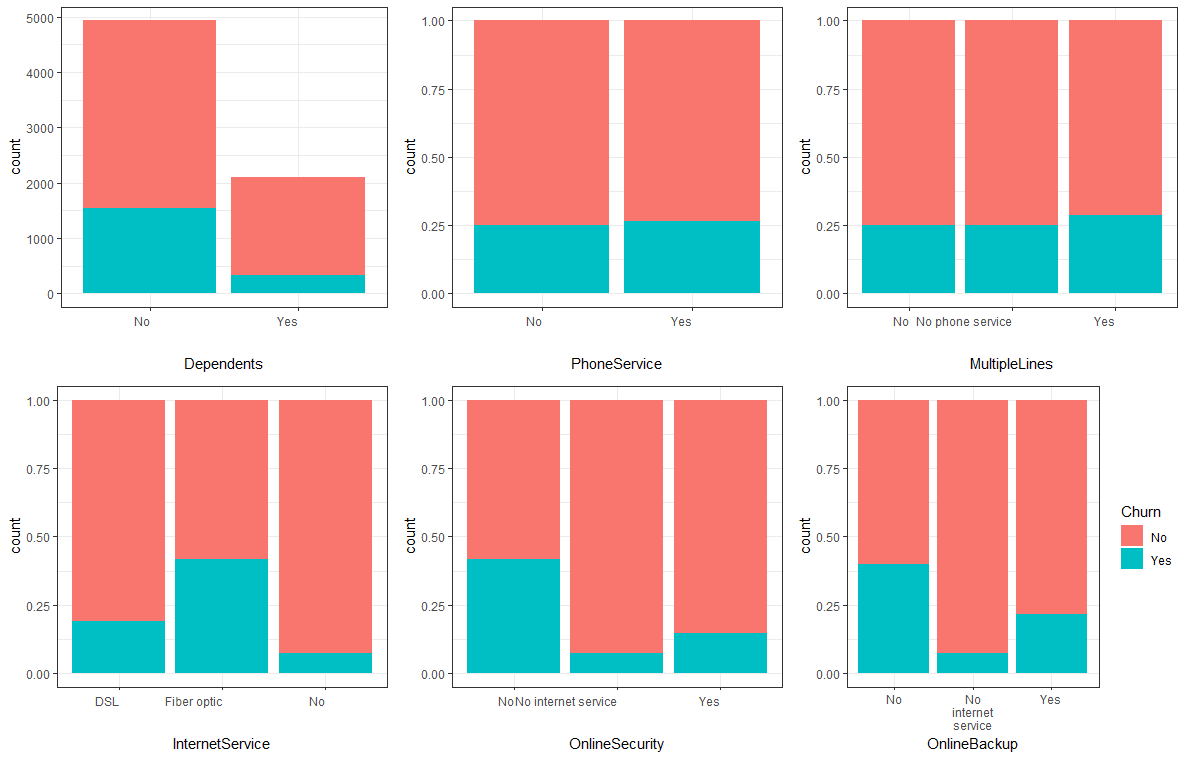 5000
4000
3000
2000
1000
0
count
No Yes
Dependents
1.00
0.75
0.50
0.25
0.00
count
No Yes
PhoneService
1.00
0.75
0.50
0.25
0.00
count
No No phone service Yes
MultipleLines
1.00
0.75
0.50
0.25
0.00
count
DSL Fiber optic No
InternetService
1.00
0.75
0.50
0.25
0.00
count
No No internet service Yes
OnlineSecurity
1.00
0.75
0.50
0.25
0.00
count
No No Yes
internet
service
OnlineBackup
Churn
No
Yes